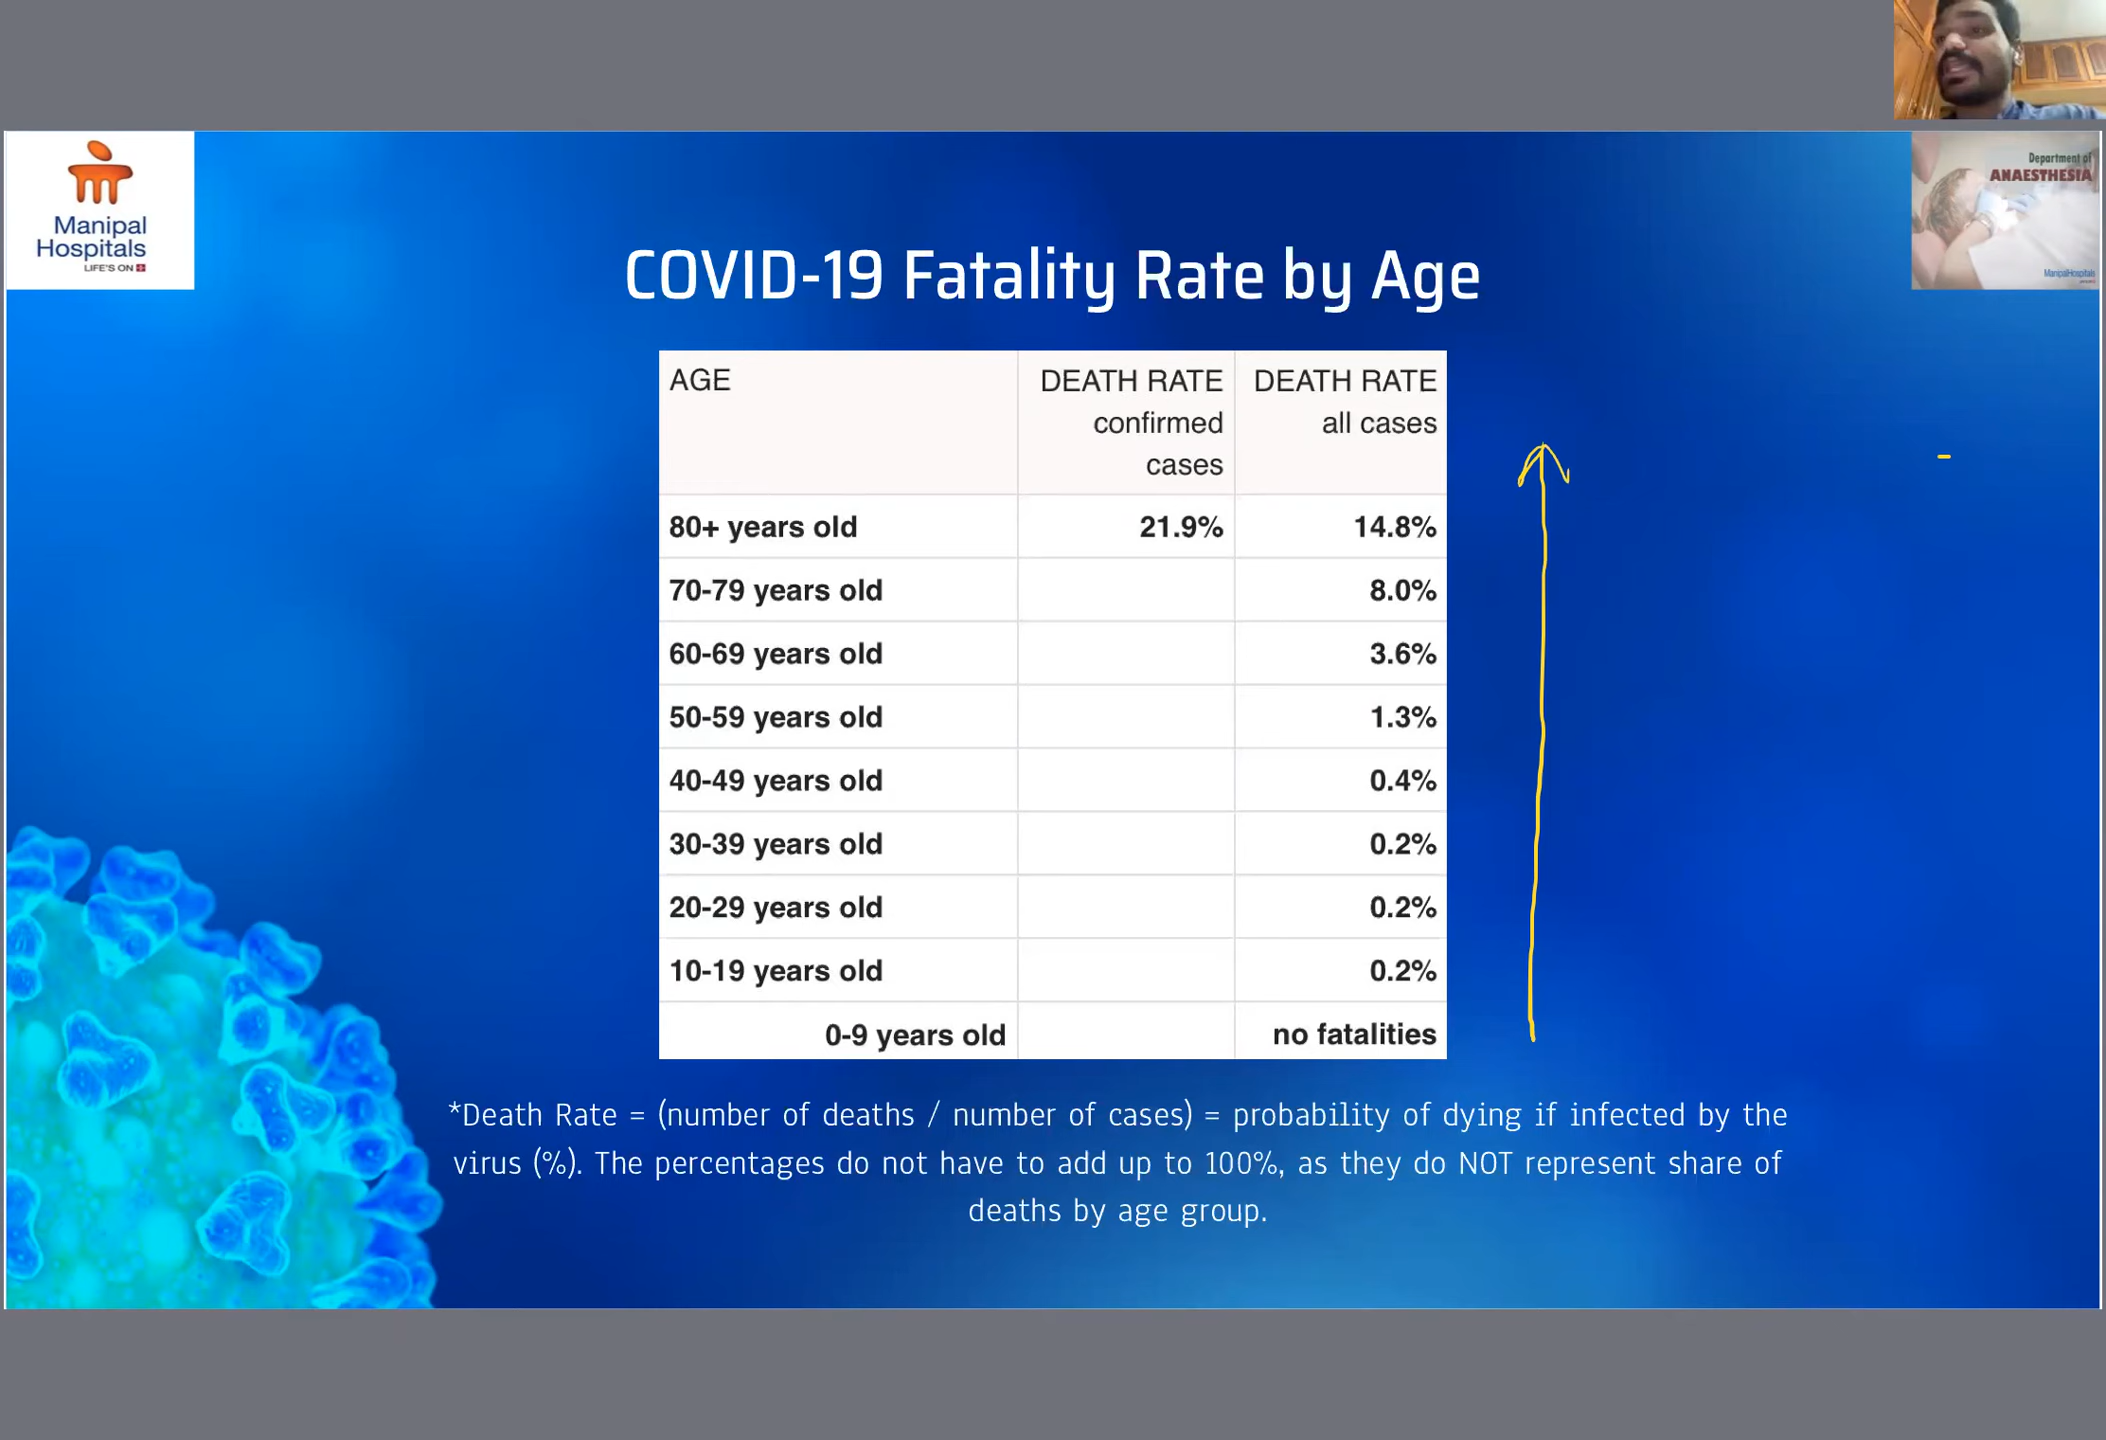 Manipal
Hospitals
LIFE'S ON
Department of
ANAESTHESIA
ManipalHospitals
COVID-19 Fatality Rate by Age
AGE DEATH RATE confirmed cases DEATH RATE all cases
80+ years old 21.9% 14.8%
70-79 years old 8.0%
60-69 years old 3.6%
50-59 years old 1.3%
40-49 years old 0.4%
30-39 years old 0.2%
20-29 years old 0.2%
10-19 years old 0.2%
0-9 years old no fatalities
*Death Rate = (number of deaths / number of cases) = probability of dying if infected by the
virus (%). The percentages do not have to add up to 100%, as they do NOT represent share of
deaths by age group.